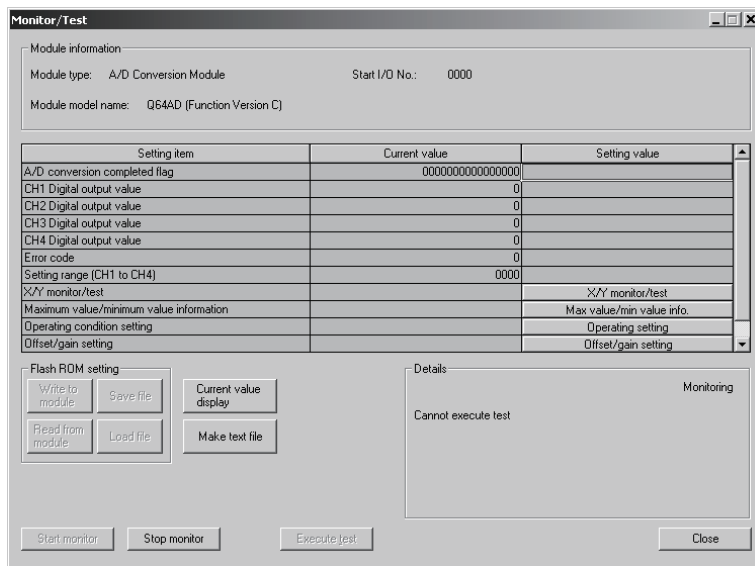 Monitor/Test
Module information
Module type: A/D Conversion Module Start I/O No.: 0000
Module model name: Q64AD (Function Version C)
Setting item Current value Setting value
A/D conversion completed flag 0000000000000000
CH1 Digital output value 0
CH2 Digital output value 0
CH3 Digital output value 0
CH4 Digital output value 0
Error code 0
Setting range (CH1 to CH4) 0000
X/Y monitor/test X/Y monitor/test
Maximum value/minimum value information Max value/min value info.
Operating condition setting Operating setting
Offset/gain setting Offset/gain setting
Flash ROM setting
Write to
module
Save file
Current value
display
Read from
module
Load file
Make text file
Details
Monitoring
Cannot execute test
Start monitor Stop monitor Execute test Close